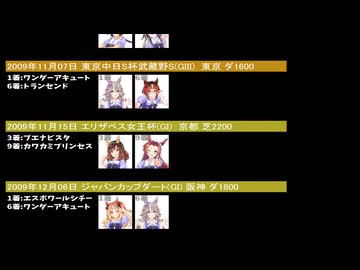 2009年11月07日 東京中日S杯武蔵野S(GIII) 東京 ダ1600
1着:ワンダーアキュート
6着:トランセンド
2009年11月15日 エリザベス女王杯(GI) 京都 芝2200
3着:ブエナビスタ
9着:カワカミプリンセス
2009年12月06日 ジャパンカップダート(GI) 阪神 ダ1800
1着:エスポワールシチー
6着:ワンダーアキュート